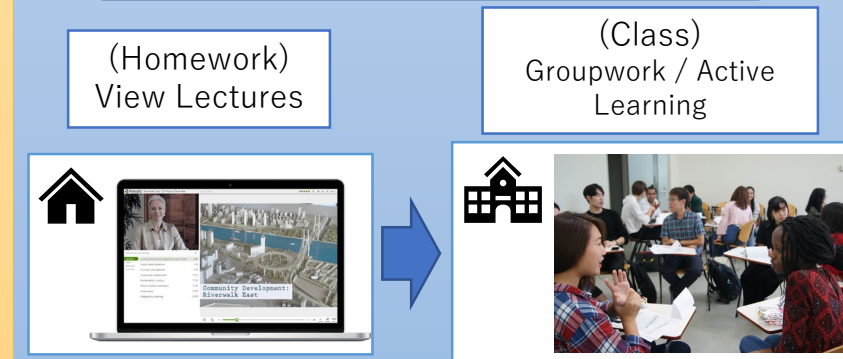 (Homework)
View Lectures
(Class)
Groupwork / Active
Learning
Community Development:
Riverwalk East